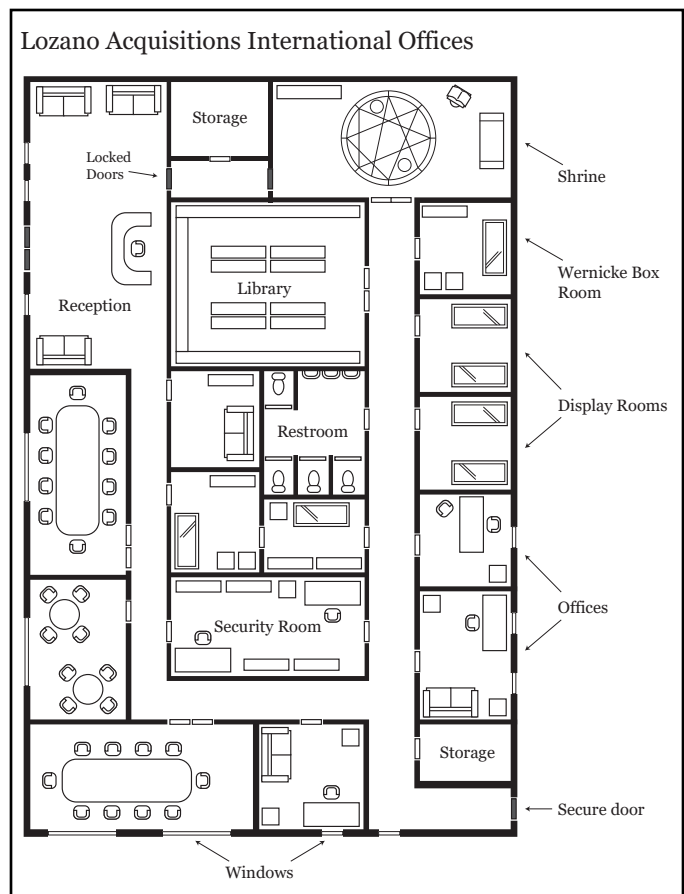 Lozano Acquisitions International Offices
Storage
Locked
Doors
Shrine
Wernicke Box
Room
Library
Reception
Display Rooms
Restroom
Offices
Security Room
Storage
Secure door
Windows